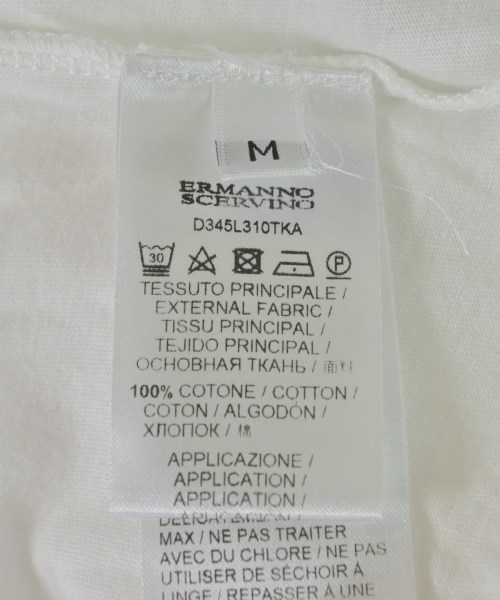 M
ERMANNO
SCERVINO
D345L310TKA
30
P
TESSUTO PRINCIPALE /
EXTERNAL FABRIC /
TISSU PRINCIPAL /
TEJIDO PRINCIPAL /
ОСНОВНАЯ ТКАНЬ / 面料
100% COTONE / COTTON /
COTON / ALGODÓN /
ХЛОПОК / 棉
APPLICAZIONE /
APPLICATION /
APPLICATION /
MAX / NE PAS TRAITER
AVEC DU CHLORE / NE PAS
UTILISER DE SÉCHOIR À
LINGE / REPASSER À UNE